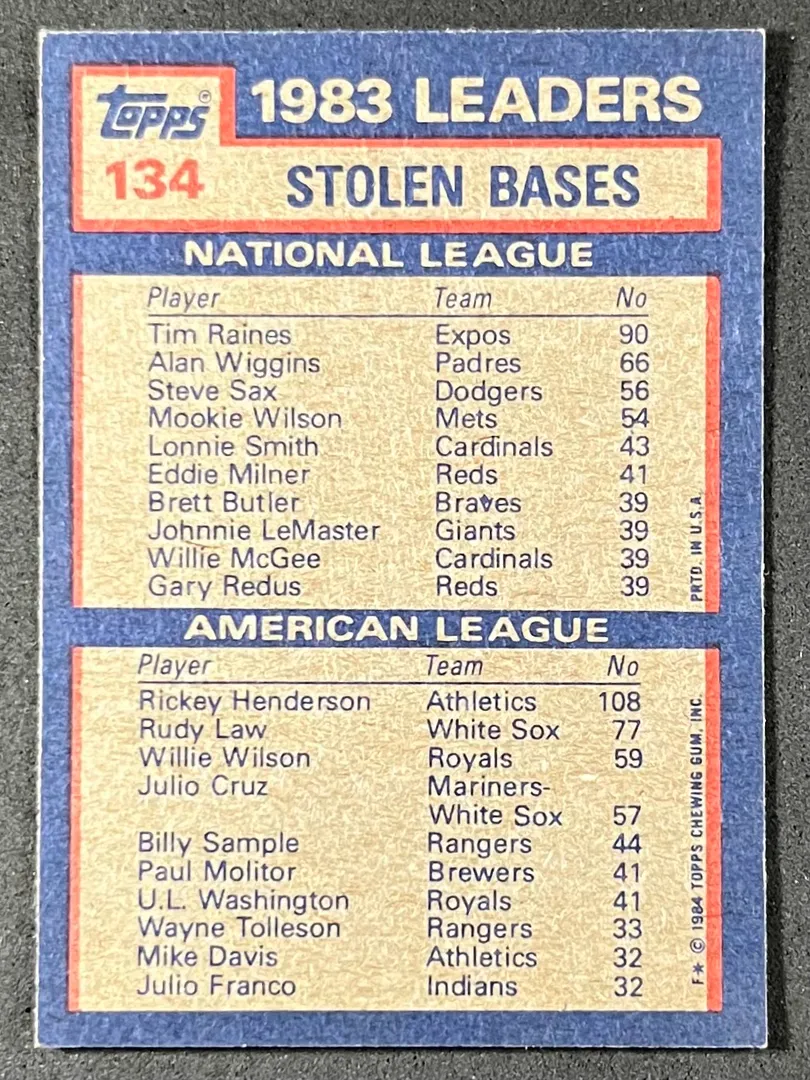 topps©
134
1983 LEADERS
STOLEN BASES
NATIONAL LEAGUE
Player Team No
Tim Raines Expos 90
Alan Wiggins Padres 66
Steve Sax Dodgers 56
Mookie Wilson Mets 54
Lonnie Smith Cardinals 43
Eddie Milner Reds 41
Brett Butler Braves 39
Johnnie LeMaster Giants 39
Willie McGee Cardinals 39
Gary Redus Reds 39
PRTD. IN U.S.A.
AMERICAN LEAGUE
Player Team No
Rickey Henderson Athletics 108
Rudy Law White Sox 77
Willie Wilson Royals 59
Julio Cruz Mariners-
White Sox 57
Billy Sample Rangers 44
Paul Molitor Brewers 41
U.L. Washington Royals 41
Wayne Tolleson Rangers 33
Mike Davis Athletics 32
Julio Franco Indians 32
F* © 1984 TOPPS CHEWING GUM, INC.